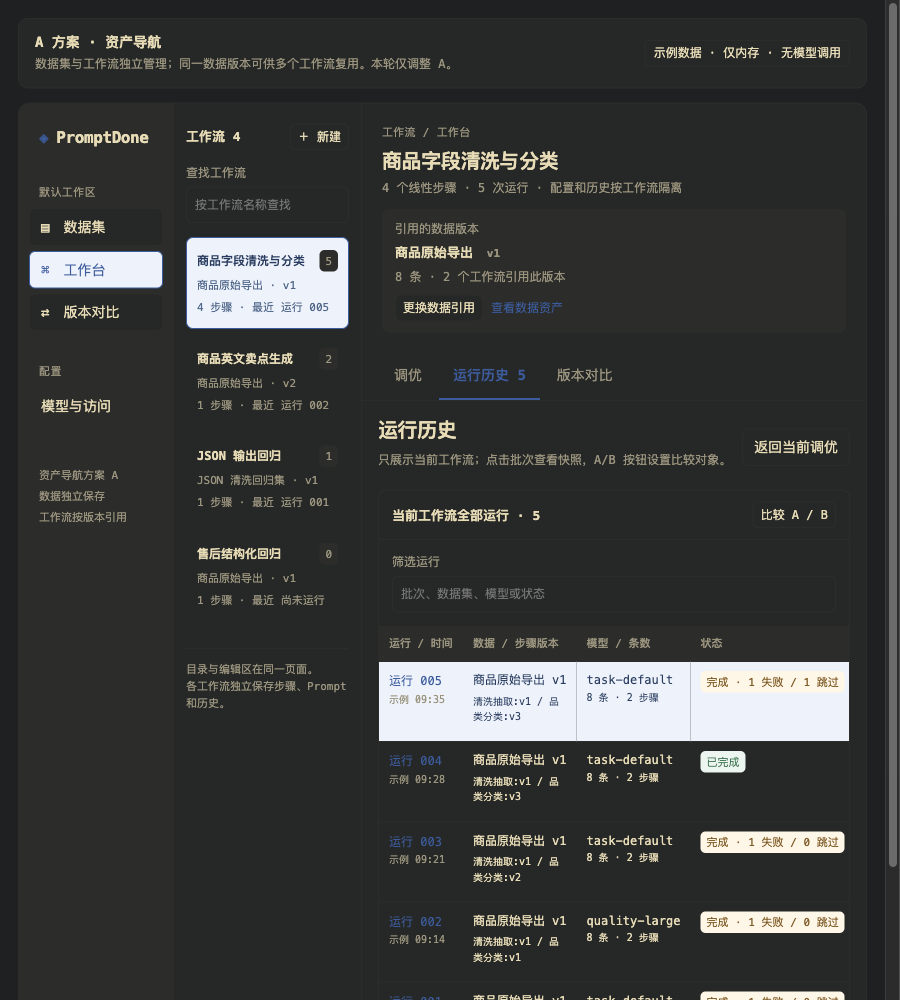 A 方案 · 资产导航
数据集与工作流独立管理；同一数据版本可供多个工作流复用。本轮仅调整 A。
示例数据 · 仅内存 · 无模型调用
◈ PromptDone
默认工作区
▤ 数据集
⌘ 工作台
⇄ 版本对比
配置
模型与访问
资产导航方案 A
数据独立保存
工作流按版本引用
工作流 4
+ 新建
查找工作流
按工作流名称查找
商品字段清洗与分类 5
商品原始导出 · v1
4 步骤 · 最近 运行 005
商品英文卖点生成 2
商品原始导出 · v2
1 步骤 · 最近 运行 002
JSON 输出回归 1
JSON 清洗回归集 · v1
1 步骤 · 最近 运行 001
售后结构化回归 0
商品原始导出 · v1
1 步骤 · 最近 尚未运行
目录与编辑区在同一页面。
各工作流独立保存步骤、Prompt
和历史。
工作流 / 工作台
商品字段清洗与分类
4 个线性步骤 · 5 次运行 · 配置和历史按工作流隔离
引用的数据版本
商品原始导出 v1
8 条 · 2 个工作流引用此版本
更换数据引用 查看数据资产
调优 运行历史 5 版本对比
运行历史
只展示当前工作流；点击批次查看快照，A/B 按钮设置比较对象。
返回当前调优
当前工作流全部运行 · 5
比较 A / B
筛选运行
批次、数据集、模型或状态
运行 / 时间 数据 / 步骤版本 模型 / 条数 状态
运行 005 商品原始导出 v1 task-default 完成 · 1 失败 / 1 跳过
示例 09:35 清洗抽取:v1 / 品 8 条 · 2 步骤
类分类:v3
运行 004 商品原始导出 v1 task-default 已完成
示例 09:28 清洗抽取:v1 / 品 8 条 · 2 步骤
类分类:v3
运行 003 商品原始导出 v1 task-default 完成 · 1 失败 / 0 跳过
示例 09:21 清洗抽取:v1 / 品 8 条 · 2 步骤
类分类:v2
运行 002 商品原始导出 v1 quality-large 完成 · 1 失败 / 0 跳过
示例 09:14 清洗抽取:v1 / 品 8 条 · 2 步骤
类分类:v1